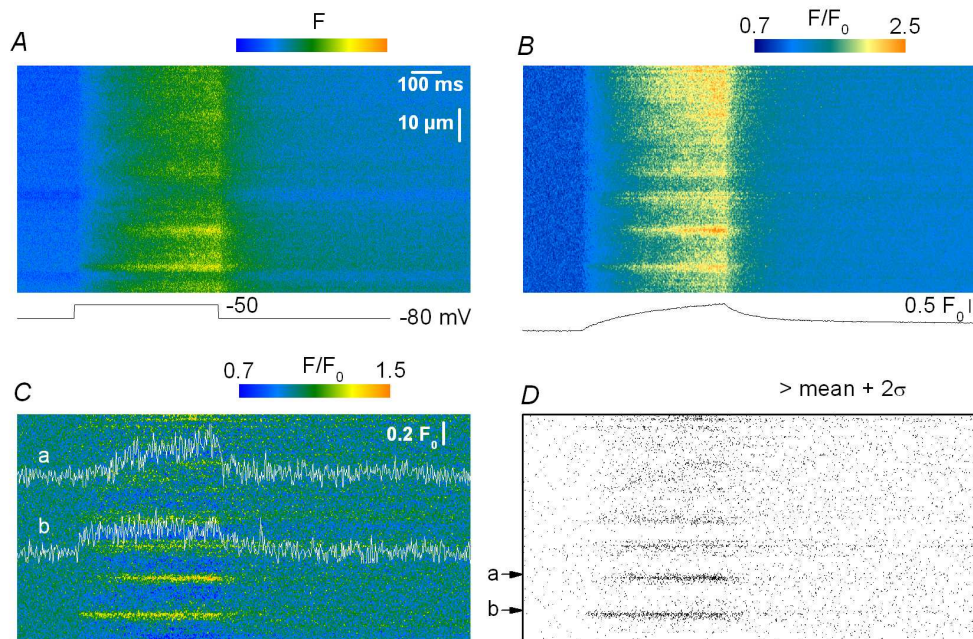 A
F
100 ms
10 µm
-50
-80 mV
B
F/F₀
0.7
2.5
0.5 F₀
C
F/F₀
0.7
1.5
0.2 F₀
a
b
D
> mean + 2σ
a
b